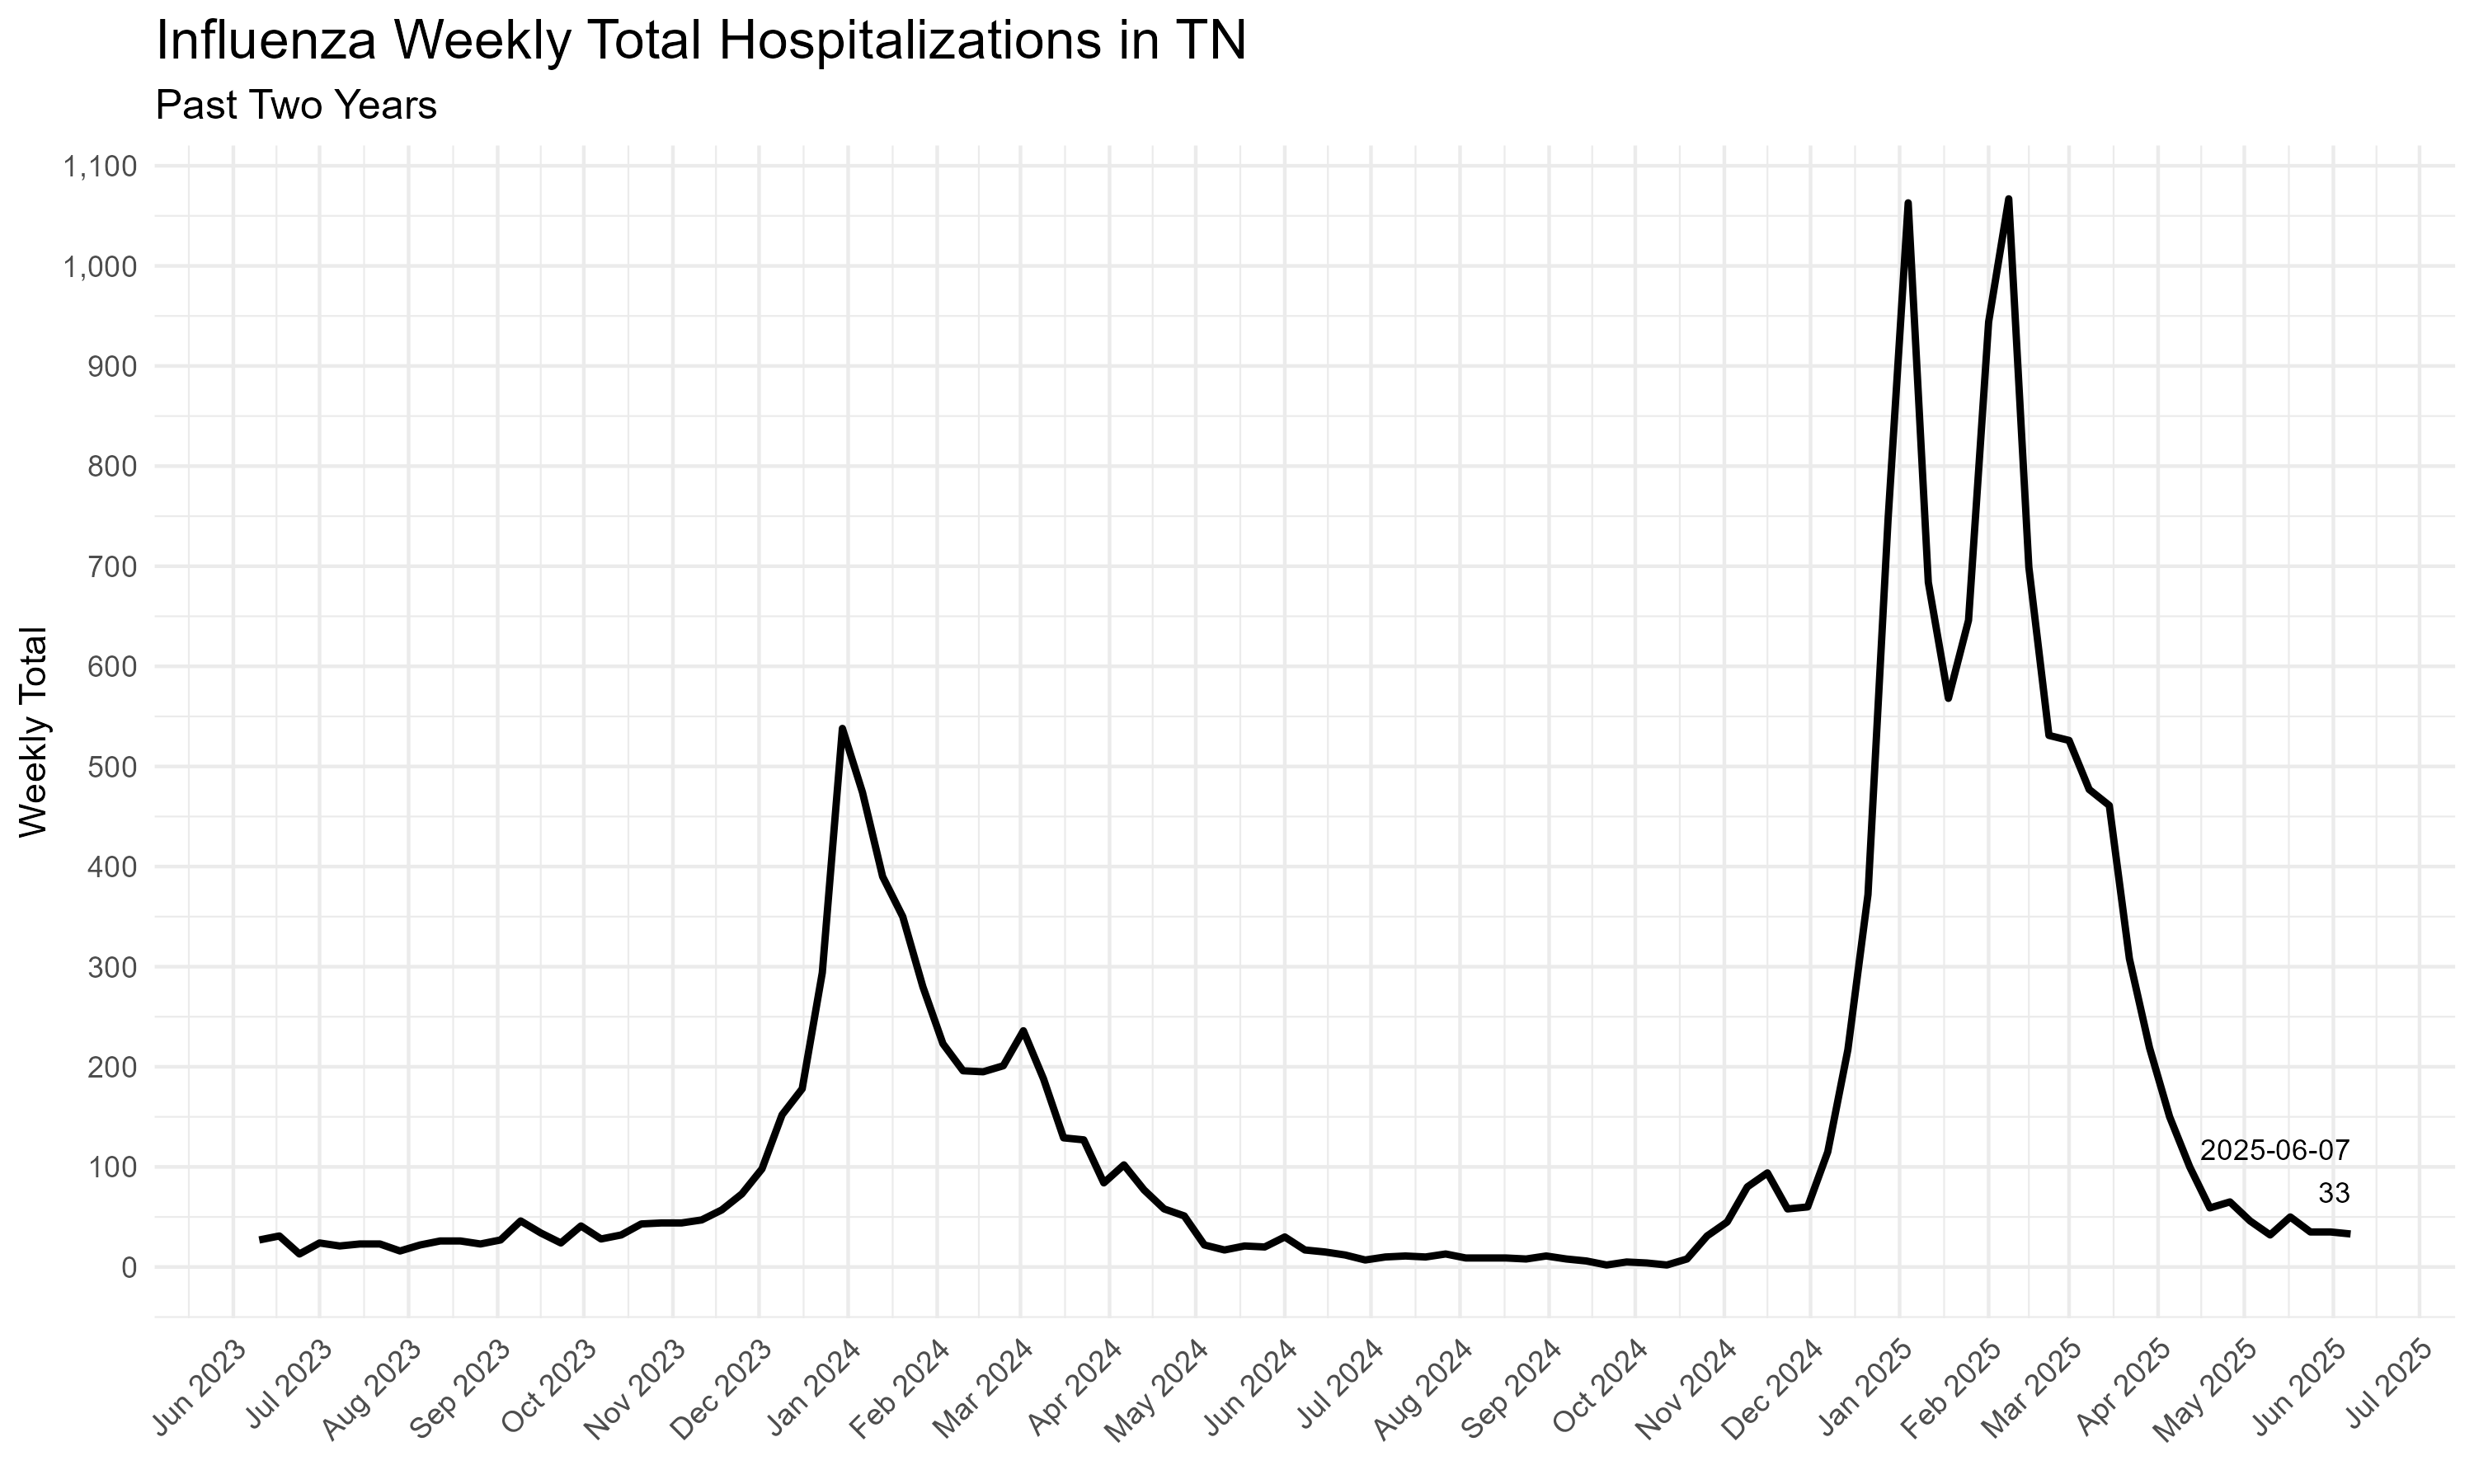 Influenza Weekly Total Hospitalizations in TN
Past Two Years
Weekly Total
1,100
1,000
900
800
700
600
500
400
300
200
100
0
2025-06-07
33
Jun 2023
Jul 2023
Aug 2023
Sep 2023
Oct 2023
Nov 2023
Dec 2023
Jan 2024
Feb 2024
Mar 2024
Apr 2024
May 2024
Jun 2024
Jul 2024
Aug 2024
Sep 2024
Oct 2024
Nov 2024
Dec 2024
Jan 2025
Feb 2025
Mar 2025
Apr 2025
May 2025
Jun 2025
Jul 2025